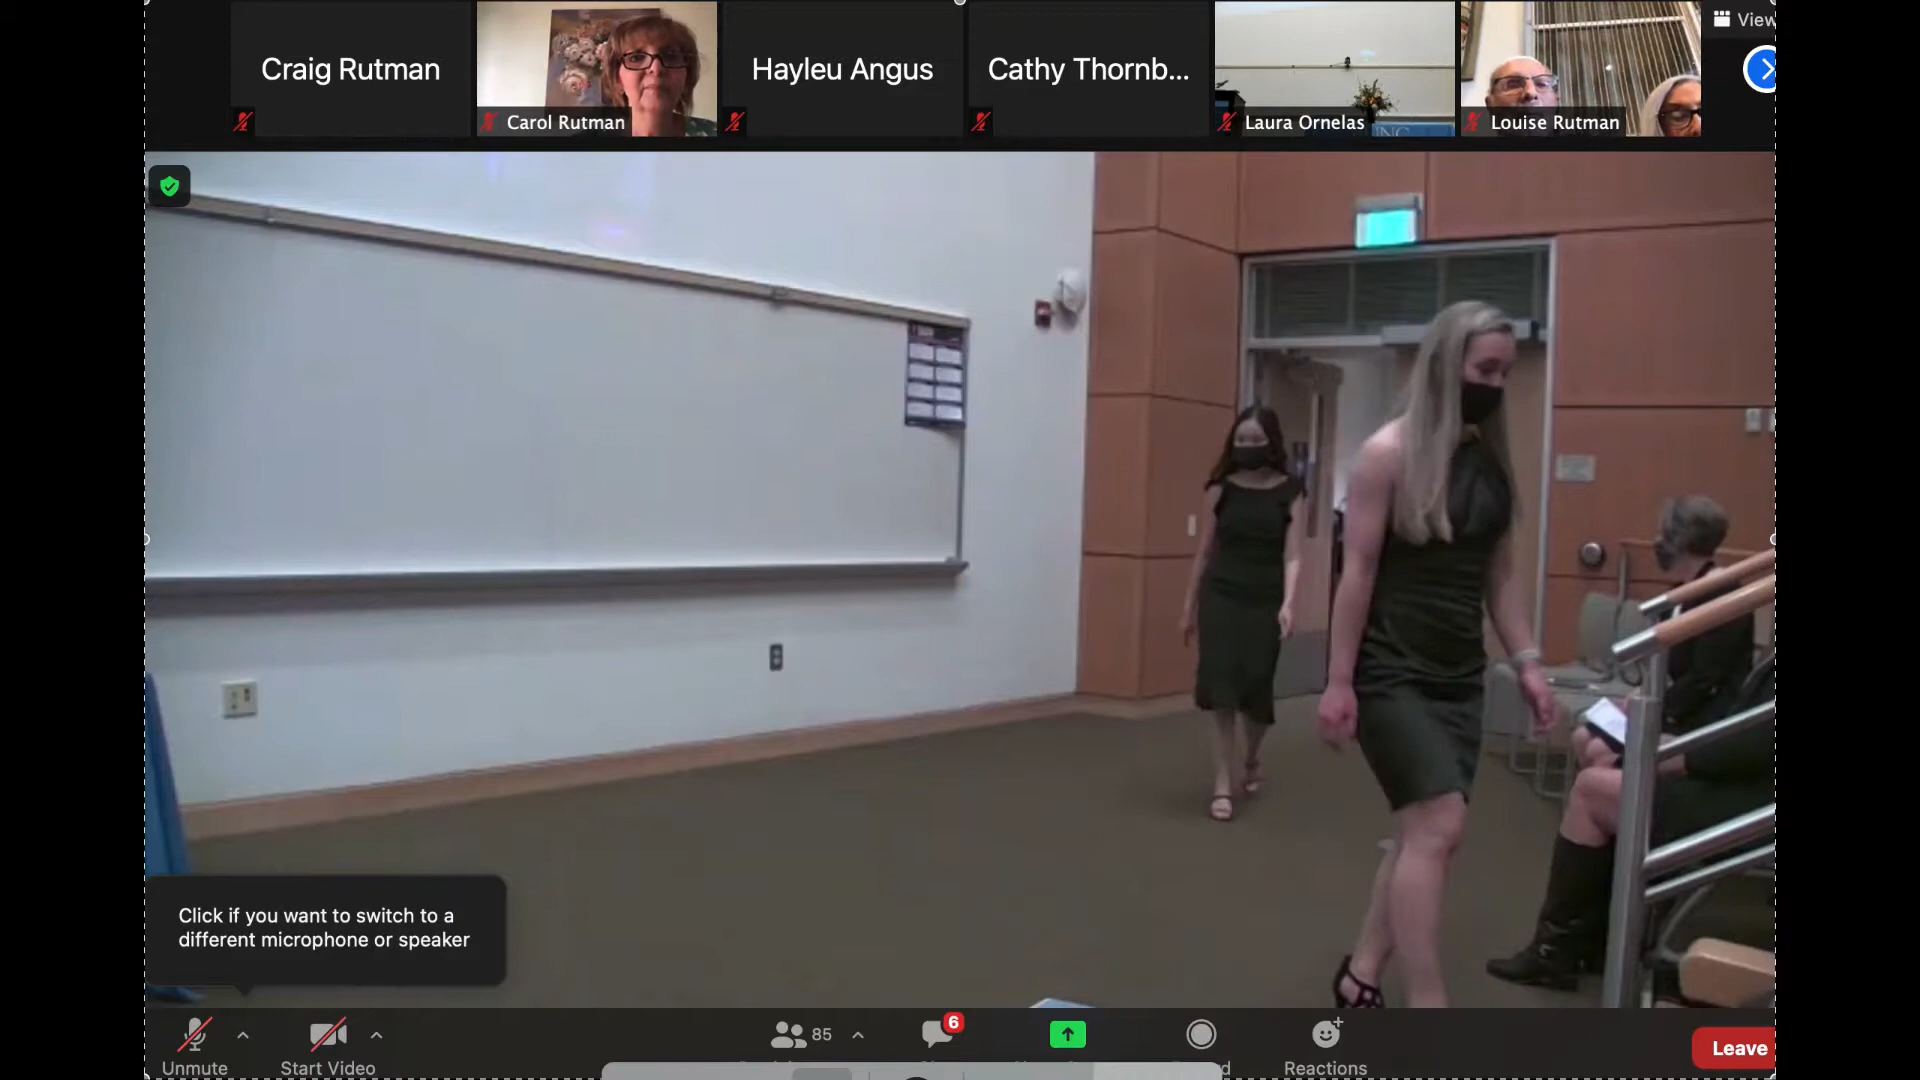 Craig Rutman
Carol Rutman
Hayleu Angus
Cathy Thornb...
Laura Ornelas
Louise Rutman
View
Click if you want to switch to a
different microphone or speaker
85
6
Unmute
Start Video
Reactions
Leave